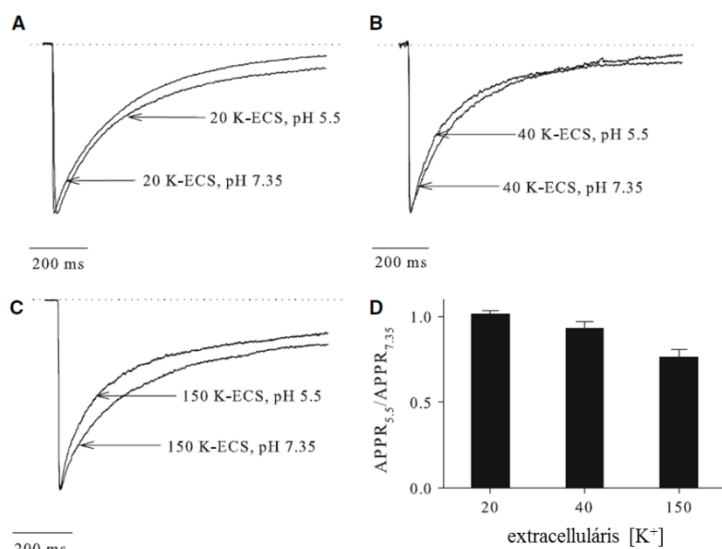 A
20 K-ECS, pH 5.5
20 K-ECS, pH 7.35
200 ms
B
40 K-ECS, pH 5.5
40 K-ECS, pH 7.35
200 ms
C
150 K-ECS, pH 5.5
150 K-ECS, pH 7.35
200 ms
D
APPR5.5/APPR7.35
1.0
0.5
0.0
20 40 150
extracelluláris [K+]